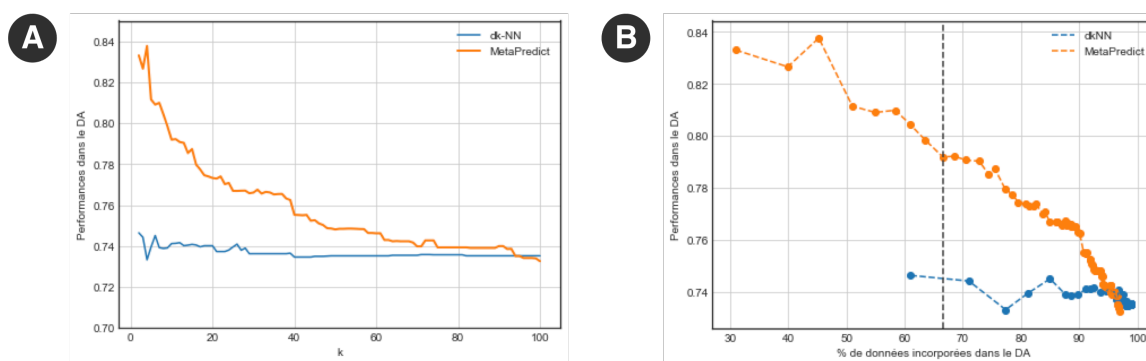 A
Performances dans le DA
0.84
0.82
0.80
0.78
0.76
0.74
0.72
0.70
0
20
40
60
80
100
k
dk-NN
MetaPredict
B
Performances dans le DA
0.84
0.82
0.80
0.78
0.76
0.74
30
40
50
60
70
80
90
100
% de données incorporées dans le DA
dkNN
MetaPredict